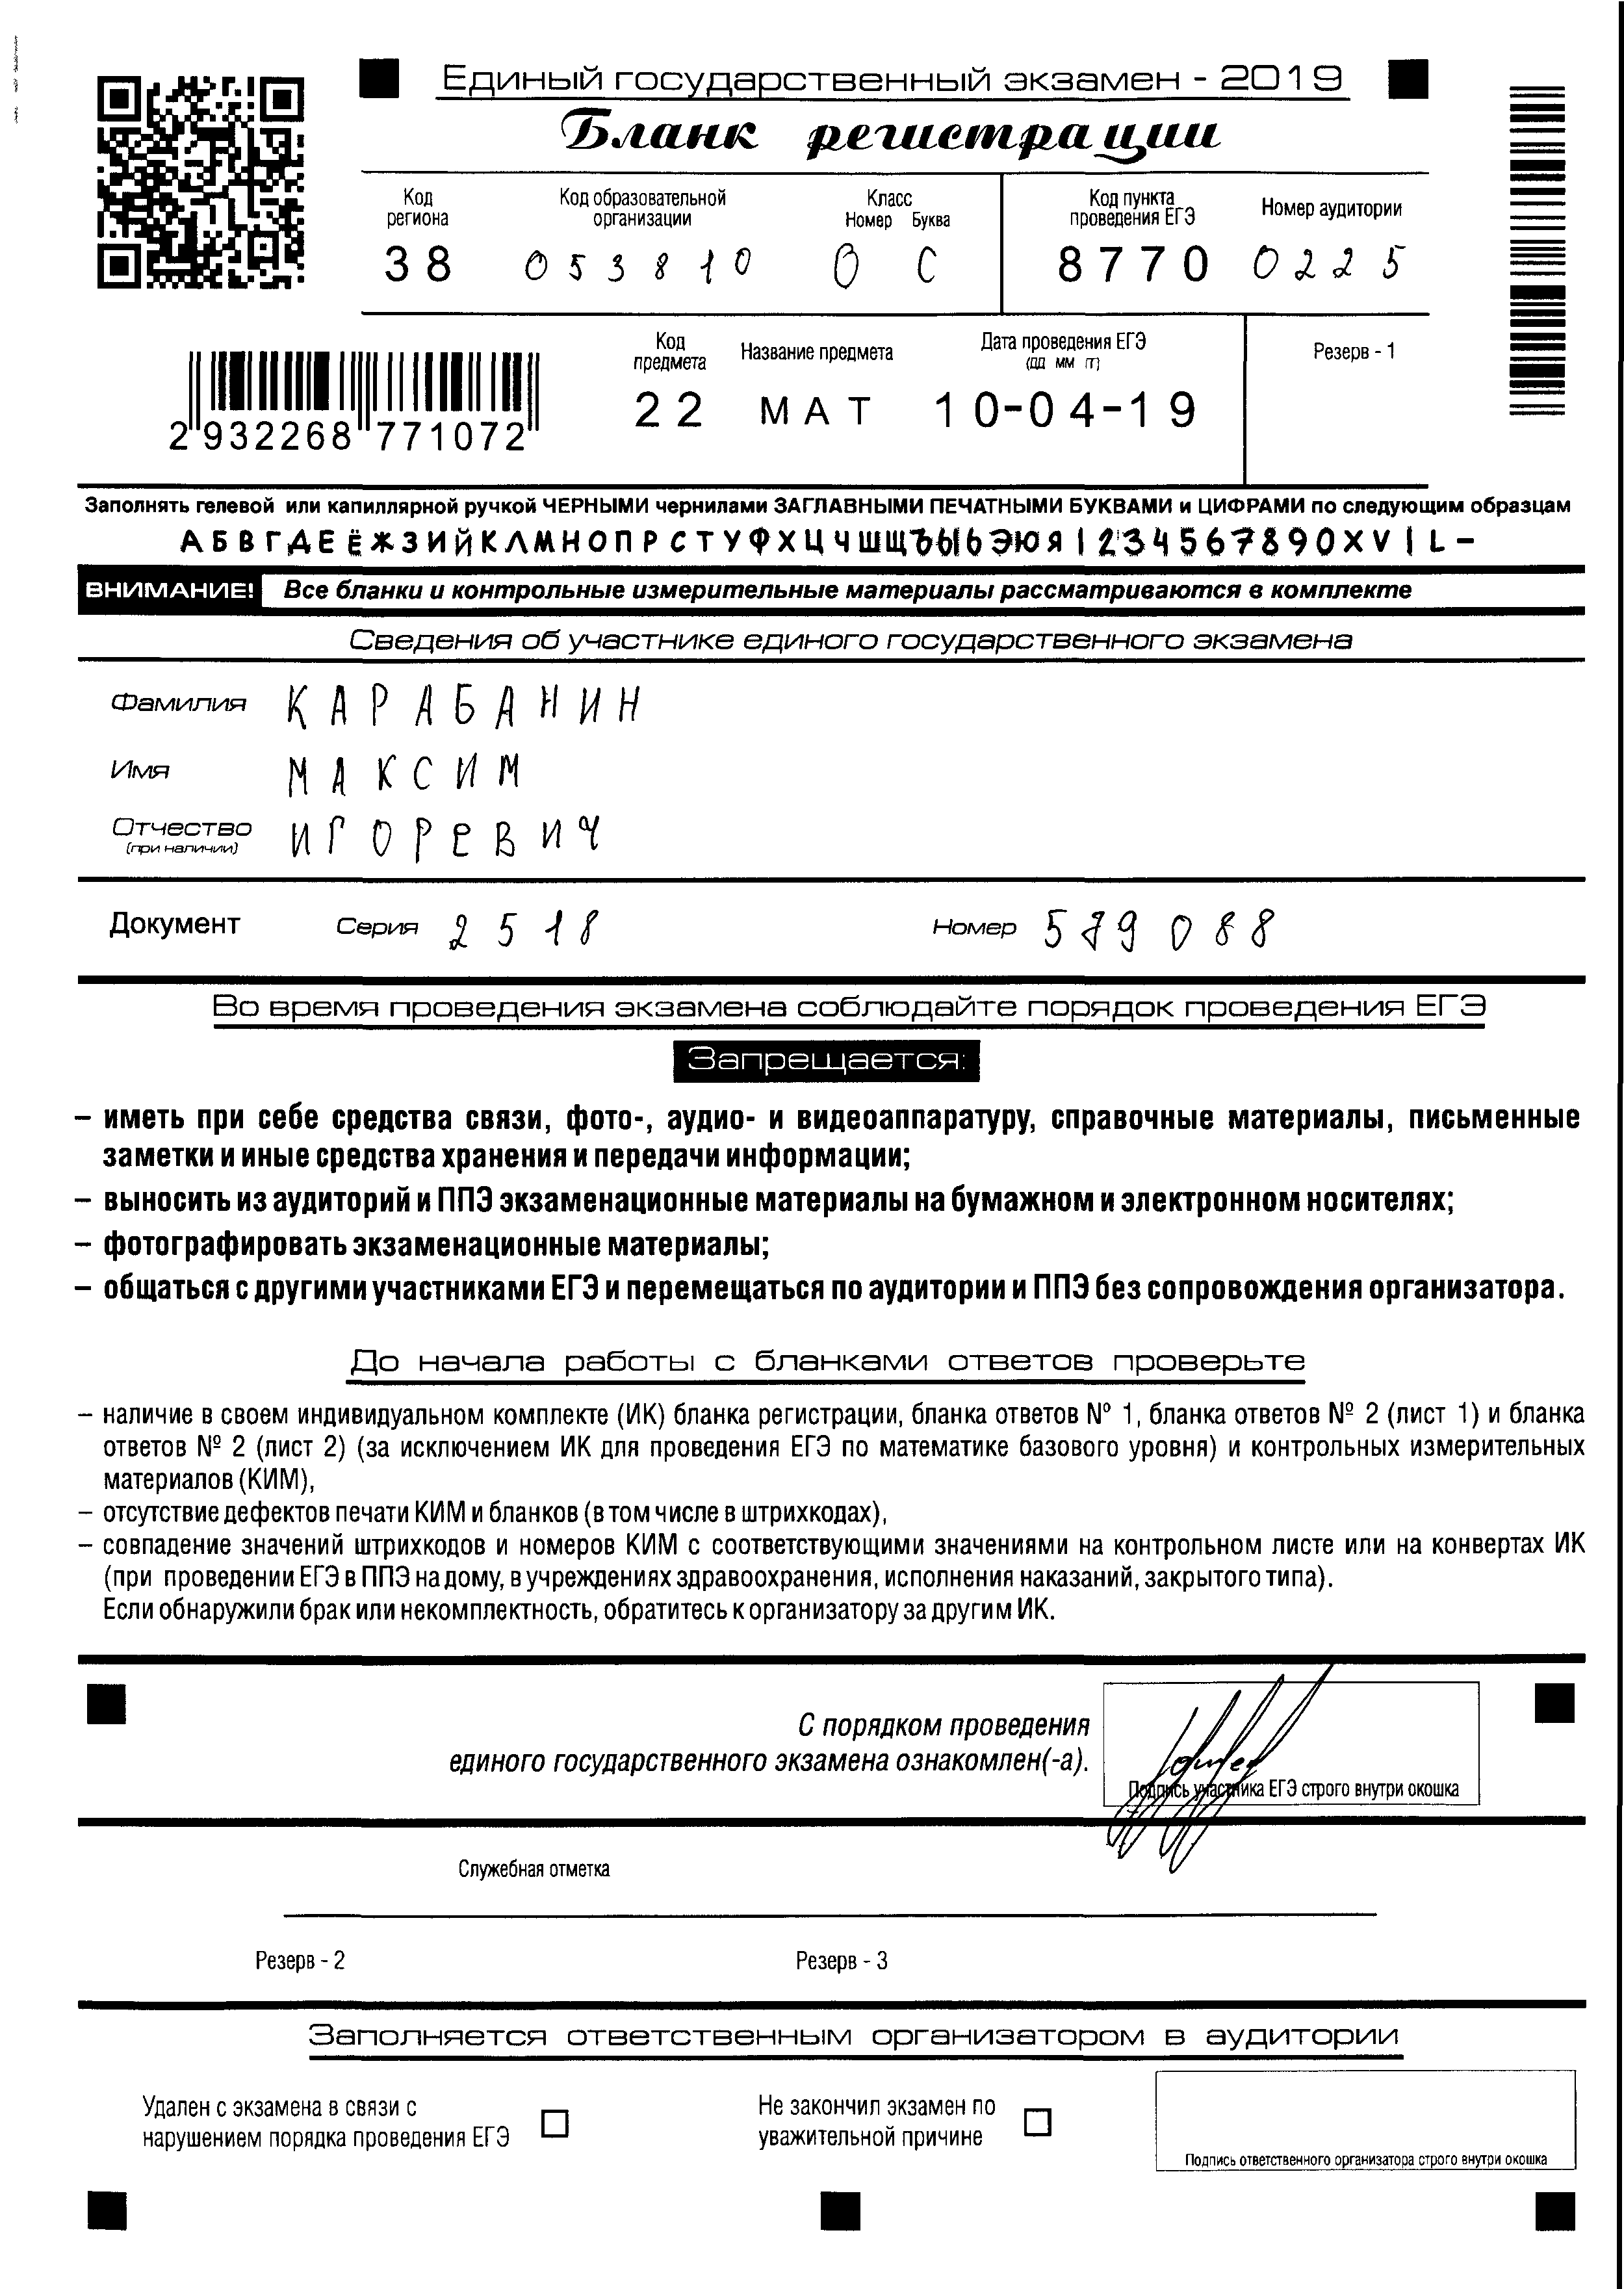 Единый государственный экзамен - 2019
Бланк регистрации
Код региона
Код образовательной организации
Класс
Номер Буква
Код пункта проведения ЕГЭ
Номер аудитории
38 053810 0 С 8770 0225
Код предмета
Название предмета
Дата проведения ЕГЭ
(ДД ММ ГГ)
Резерв - 1
22 МАТ 10-04-19
2 932268 771072
Заполнять гелевой или капиллярной ручкой ЧЕРНЫМИ чернилами ЗАГЛАВНЫМИ ПЕЧАТНЫМИ БУКВАМИ и ЦИФРАМИ по следующим образцам
АБВГДЕЁЖЗИЙКЛМНОПРСТУФХЦЧШЩЪЫЬЭЮЯ1234567890XVIL-
ВНИМАНИЕ! Все бланки и контрольные измерительные материалы рассматриваются в комплекте
Сведения об участнике единого государственного экзамена
Фамилия КАРАБАНИН
Имя МАКСИМ
Отчество ИГОРЕВИЧ
(при наличии)
Документ Серия 2518 Номер 579088
Во время проведения экзамена соблюдайте порядок проведения ЕГЭ
Запрещается:
– иметь при себе средства связи, фото-, аудио- и видеоаппаратуру, справочные материалы, письменные
заметки и иные средства хранения и передачи информации;
– выносить из аудиторий и ППЭ экзаменационные материалы на бумажном и электронном носителях;
– фотографировать экзаменационные материалы;
– общаться с другими участниками ЕГЭ и перемещаться по аудитории и ППЭ без сопровождения организатора.
До начала работы с бланками ответов проверьте
– наличие в своем индивидуальном комплекте (ИК) бланка регистрации, бланка ответов № 1, бланка ответов № 2 (лист 1) и бланка
ответов № 2 (лист 2) (за исключением ИК для проведения ЕГЭ по математике базового уровня) и контрольных измерительных
материалов (КИМ),
– отсутствие дефектов печати КИМ и бланков (в том числе в штрихкодах),
– совпадение значений штрихкодов и номеров КИМ с соответствующими значениями на контрольном листе или на конвертах ИК
(при проведении ЕГЭ в ППЭ на дому, в учреждениях здравоохранения, исполнения наказаний, закрытого типа).
Если обнаружили брак или некомплектность, обратитесь к организатору за другим ИК.
С порядком проведения
единого государственного экзамена ознакомлен(-а).
Подпись участника ЕГЭ строго внутри окошка
Служебная отметка
Резерв - 2
Резерв - 3
Заполняется ответственным организатором в аудитории
Удален с экзамена в связи с
нарушением порядка проведения ЕГЭ
Не закончил экзамен по
уважительной причине
Подпись ответственного организатора строго внутри окошка